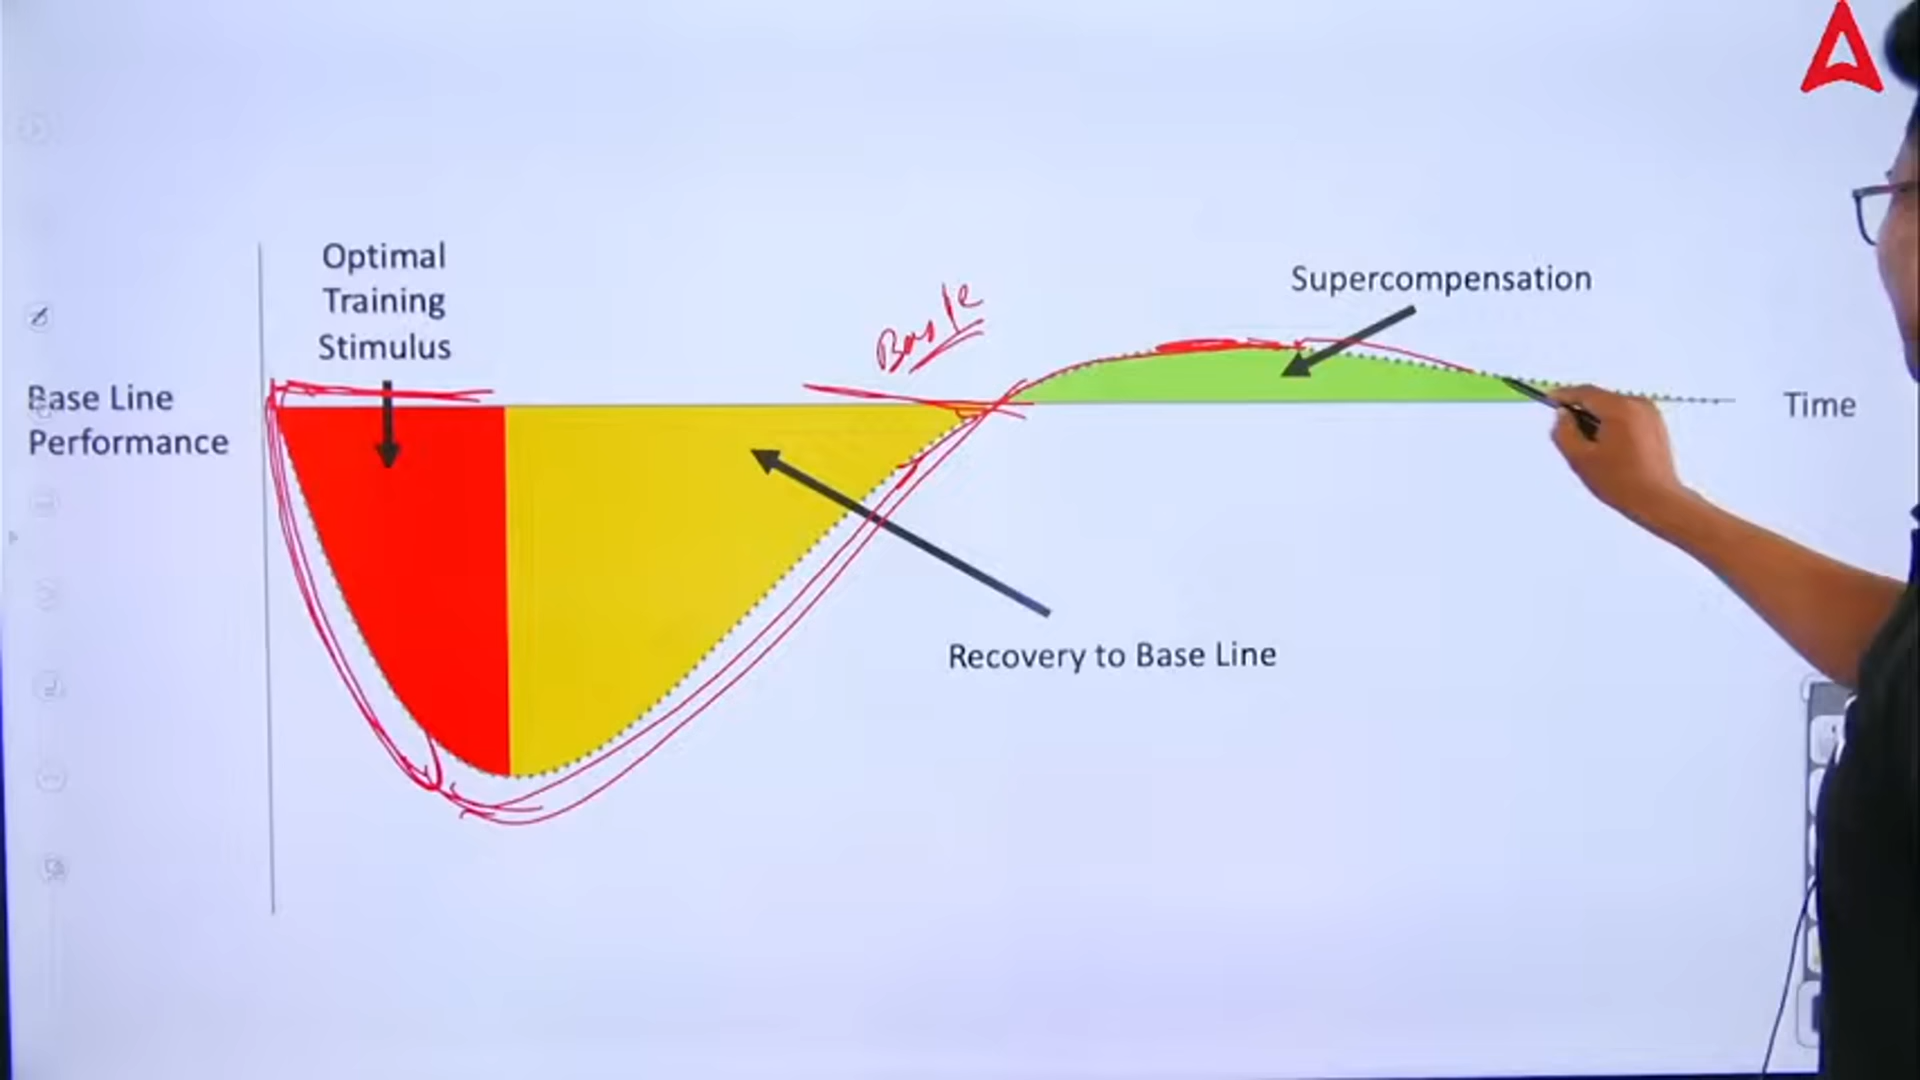 Optimal
Training
Stimulus
Supercompensation
Base Line
Performance
Time
Recovery to Base Line